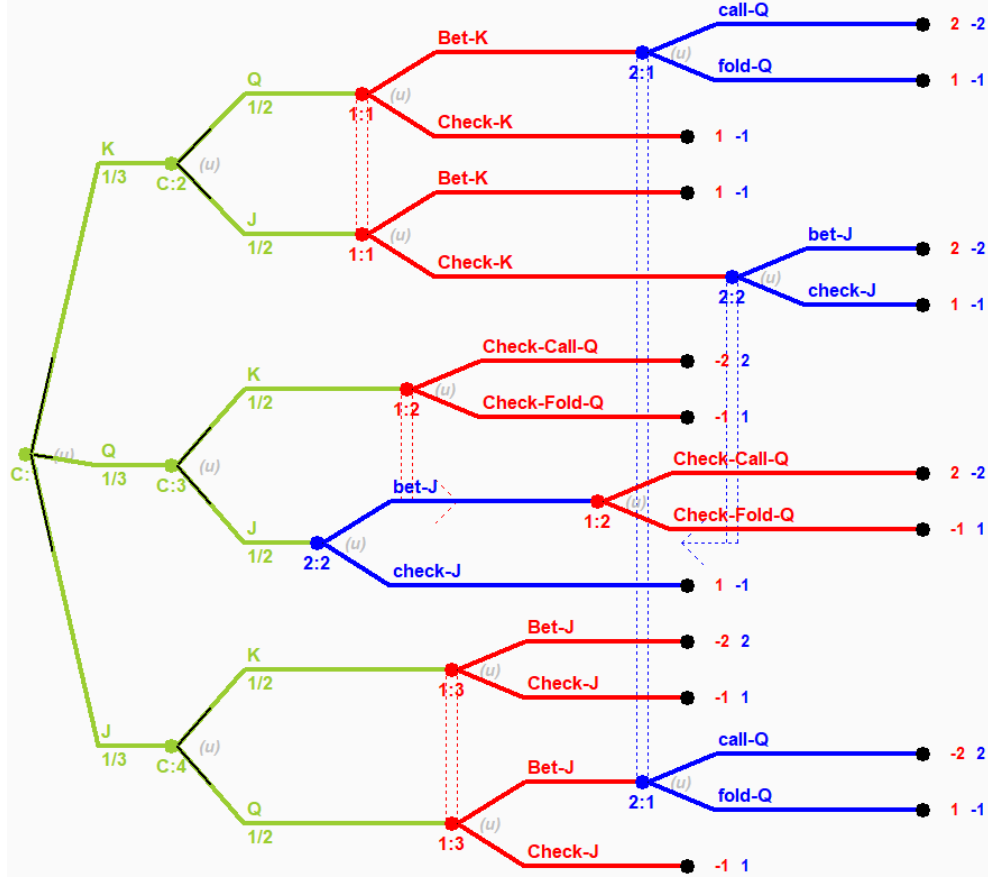 call-Q
2 -2
Bet-K
(u)
2:1
fold-Q
1 -1
Q
1/2
(u)
1:1
Check-K
1 -1
K
1/3
(u)
C:2
Bet-K
1 -1
J
1/2
(u)
1:1
Check-K
bet-J
2 -2
(u)
2:2
check-J
1 -1
Check-Call-Q
-2 2
K
1/2
(u)
1:2
Check-Fold-Q
-1 1
(u)
C:
Q
1/3
(u)
C:3
Check-Call-Q
2 -2
bet-J
(u)
1:2
Check-Fold-Q
-1 1
J
1/2
(u)
2:2
check-J
1 -1
Bet-J
-2 2
K
1/2
(u)
1:3
Check-J
-1 1
J
1/3
(u)
C:4
call-Q
-2 2
Bet-J
(u)
2:1
fold-Q
1 -1
Q
1/2
(u)
1:3
Check-J
-1 1